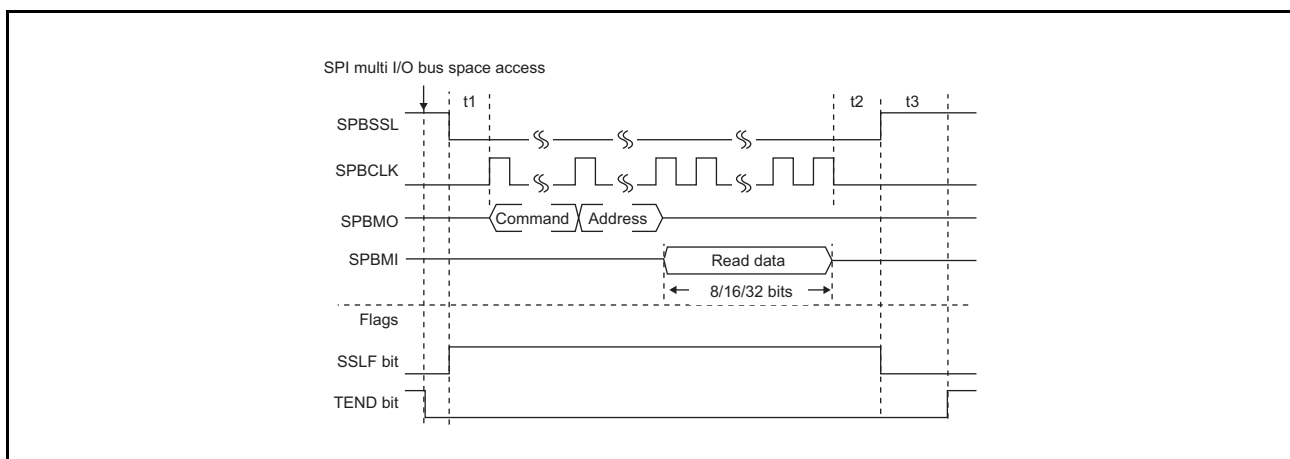 SPI multi I/O bus space access
t1 t2 t3
SPBSSL
SPBCLK
SPBMO Command Address
SPBMI Read data
8/16/32 bits
Flags
SSLF bit
TEND bit